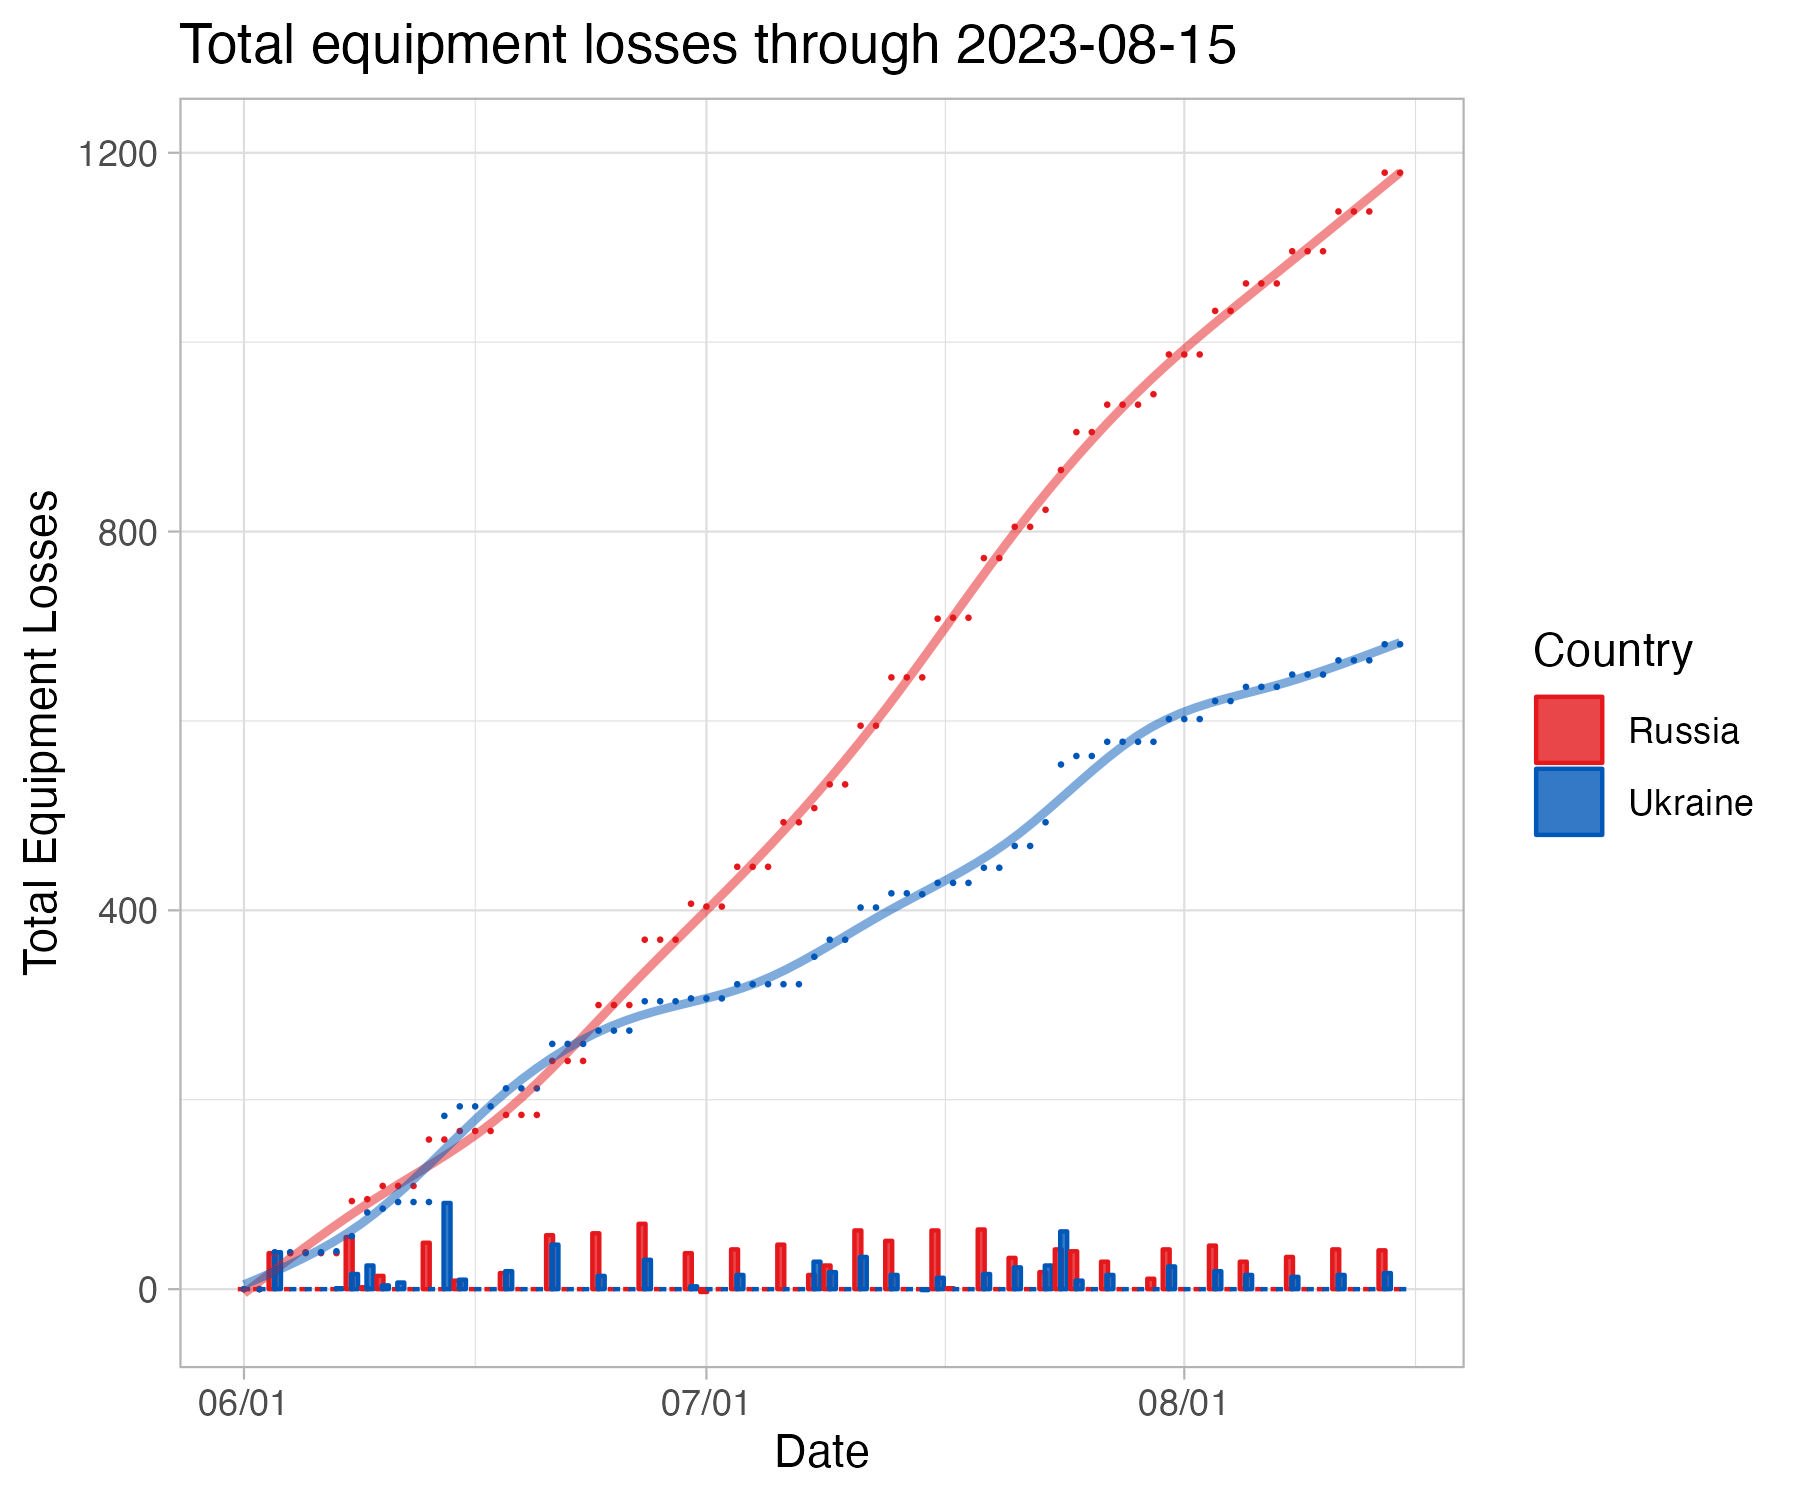 Total equipment losses through 2023-08-15
Total Equipment Losses
1200
800
400
0
06/01
07/01
08/01
Date
Country
Russia
Ukraine